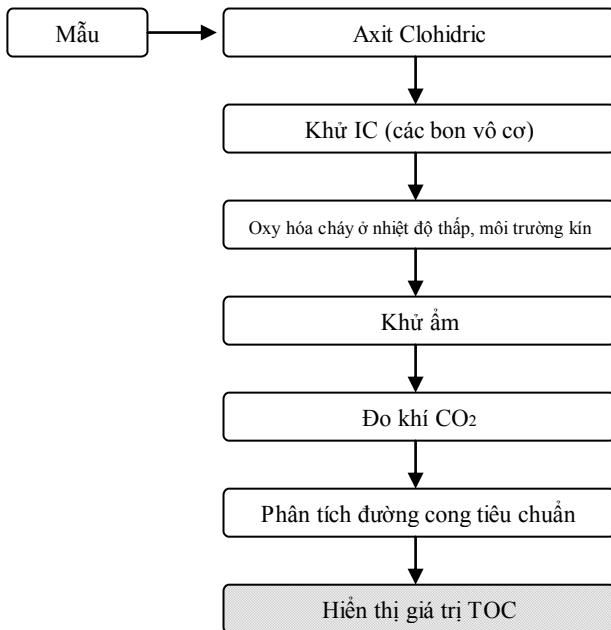 Mẫu
Axit Clohidric
Khử IC (các bon vô cơ)
Oxy hóa cháy ở nhiệt độ thấp, môi trường kín
Khử ẩm
Đo khí CO₂
Phân tích đường cong tiêu chuẩn
Hiển thị giá trị TOC